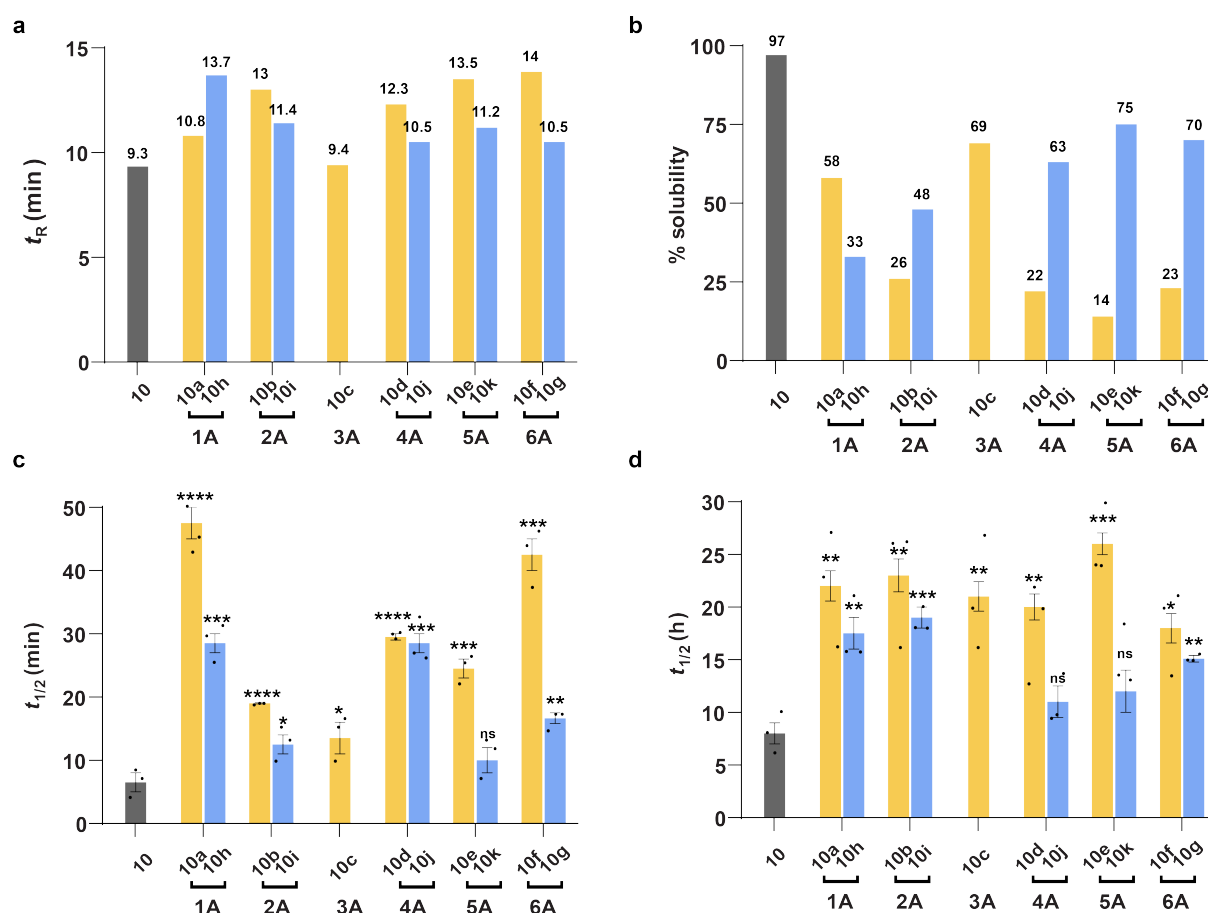 a
15
10
5
0
t_R (min)
9.3
10.8
13.7
13
11.4
9.4
12.3
10.5
13.5
11.2
14
10.5
10
10a
10h
10b
10i
10c
10d
10j
10e
10k
10f
10g
1A
2A
3A
4A
5A
6A
b
100
75
50
25
0
% solubility
97
58
33
26
48
69
22
63
14
75
23
70
10
10a
10h
10b
10i
10c
10d
10j
10e
10k
10f
10g
1A
2A
3A
4A
5A
6A
c
50
40
30
20
10
0
t_1/2 (min)
****
***
****
*
*
****
***
***
ns
***
**
10
10a
10h
10b
10i
10c
10d
10j
10e
10k
10f
10g
1A
2A
3A
4A
5A
6A
d
30
25
20
15
10
5
0
t_1/2 (h)
**
**
**
***
**
**
ns
***
ns
*
**
10
10a
10h
10b
10i
10c
10d
10j
10e
10k
10f
10g
1A
2A
3A
4A
5A
6A